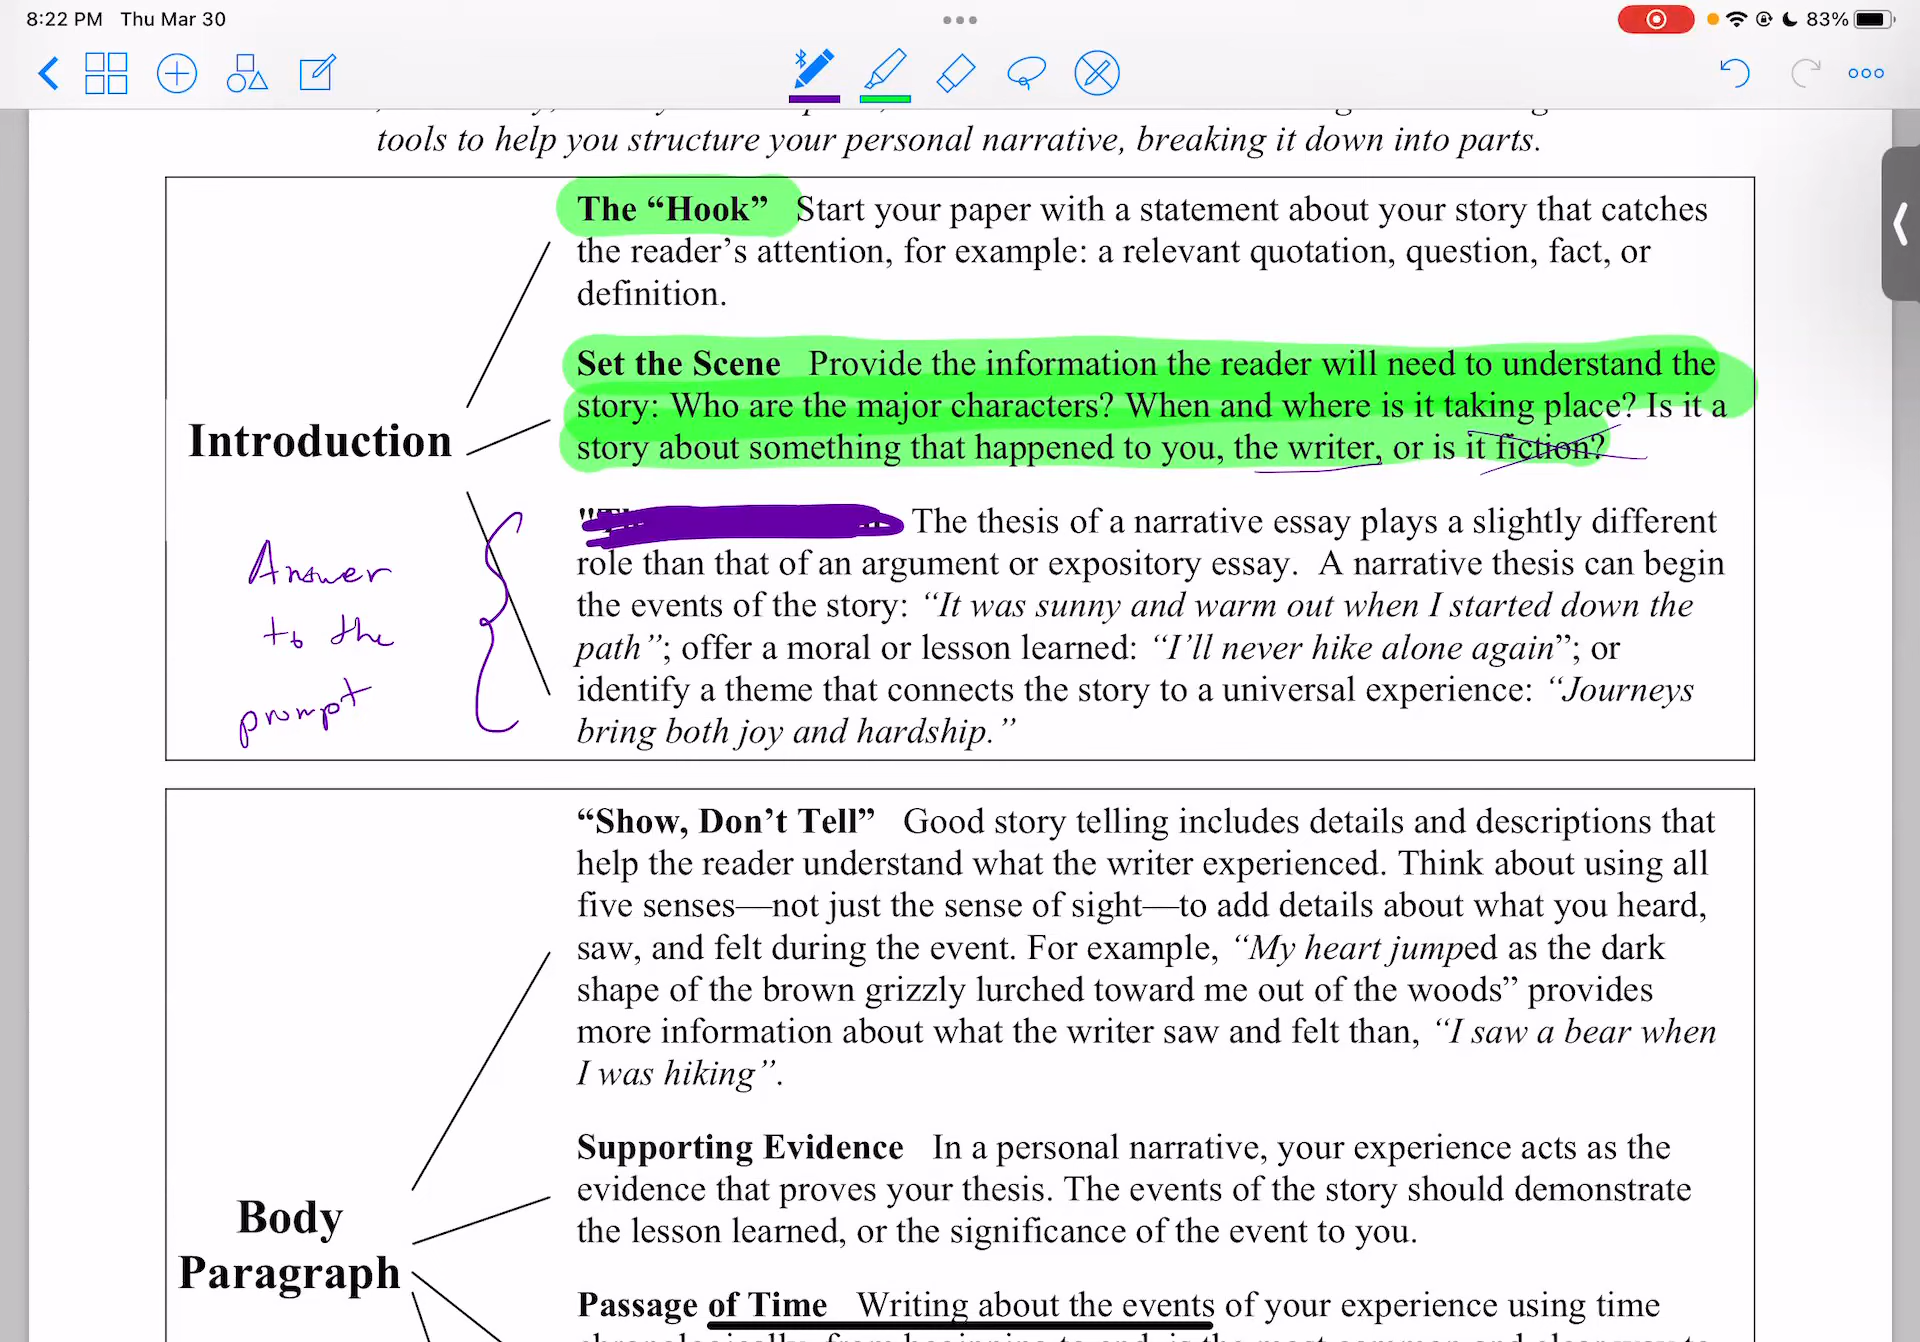 8:22 PM Thu Mar 30
83%
tools to help you structure your personal narrative, breaking it down into parts.
The “Hook” Start your paper with a statement about your story that catches
the reader’s attention, for example: a relevant quotation, question, fact, or
definition.
Set the Scene Provide the information the reader will need to understand the
story: Who are the major characters? When and where is it taking place? Is it a
story about something that happened to you, the writer, or is it fiction?
Introduction
The thesis of a narrative essay plays a slightly different
role than that of an argument or expository essay. A narrative thesis can begin
the events of the story: “It was sunny and warm out when I started down the
path”; offer a moral or lesson learned: “I’ll never hike alone again”; or
identify a theme that connects the story to a universal experience: “Journeys
bring both joy and hardship.”
Answer
to the
prompt
“Show, Don’t Tell” Good story telling includes details and descriptions that
help the reader understand what the writer experienced. Think about using all
five senses—not just the sense of sight—to add details about what you heard,
saw, and felt during the event. For example, “My heart jumped as the dark
shape of the brown grizzly lurched toward me out of the woods” provides
more information about what the writer saw and felt than, “I saw a bear when
I was hiking”.
Supporting Evidence In a personal narrative, your experience acts as the
evidence that proves your thesis. The events of the story should demonstrate
the lesson learned, or the significance of the event to you.
Body
Paragraph
Passage of Time Writing about the events of your experience using time